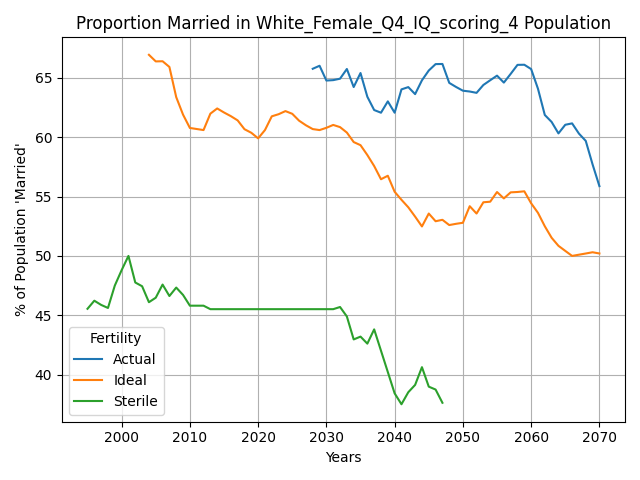 Proportion Married in White_Female_Q4_IQ_scoring_4 Population
% of Population 'Married'
65
60
55
50
45
40
Fertility
Actual
Ideal
Sterile
2000 2010 2020 2030 2040 2050 2060 2070
Years